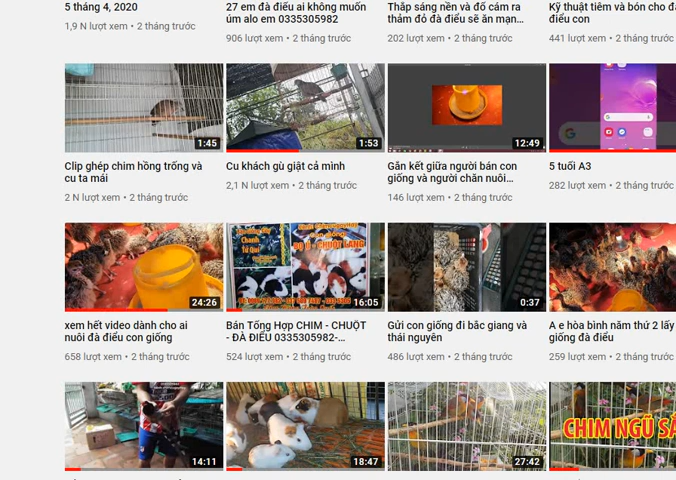 5 tháng 4, 2020
1,9 N lượt xem • 2 tháng trước
27 em đà điểu ai không muốn
úm alo em 0335305982
906 lượt xem • 2 tháng trước
Thắp sáng nền và đố cám ra
thảm đỏ đà điểu sẽ ăn mạn…
202 lượt xem • 2 tháng trước
Kỹ thuật tiêm và bón cho đà
điểu con
441 lượt xem • 2 tháng trước
1:45
1:53
12:49
Clip ghép chim hồng trống và
cu ta mái
2 N lượt xem • 2 tháng trước
Cu khách gù giật cả mình
2,1 N lượt xem • 2 tháng trước
Gắn kết giữa người bán con
giống và người chăn nuôi…
146 lượt xem • 2 tháng trước
5 tuổi A3
282 lượt xem • 2 tháng trước
24:26
Chanh
Tứ Quí
BỌ Ú - CHUỘT LANG
16:05
0:37
xem hết video dành cho ai
nuôi đà điểu con giống
658 lượt xem • 2 tháng trước
Bán Tổng Hợp CHIM - CHUỘT
- ĐÀ ĐIỂU 0335305982-…
524 lượt xem • 2 tháng trước
Gửi con giống đi bắc giang và
thái nguyên
486 lượt xem • 2 tháng trước
A e hòa bình năm thứ 2 lấy
giống đà điểu
259 lượt xem • 2 tháng trước
14:11
18:47
27:42
CHIM NGŨ SẮ